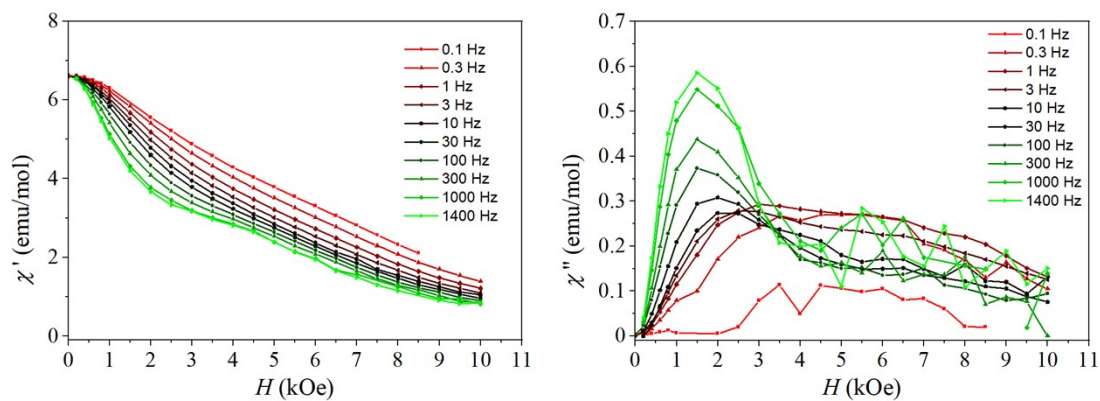 8
6
4
2
0
χ' (emu/mol)
0 1 2 3 4 5 6 7 8 9 10 11
H (kOe)
0.1 Hz
0.3 Hz
1 Hz
3 Hz
10 Hz
30 Hz
100 Hz
300 Hz
1000 Hz
1400 Hz
0.7
0.6
0.5
0.4
0.3
0.2
0.1
0
χ" (emu/mol)
0 1 2 3 4 5 6 7 8 9 10 11
H (kOe)
0.1 Hz
0.3 Hz
1 Hz
3 Hz
10 Hz
30 Hz
100 Hz
300 Hz
1000 Hz
1400 Hz